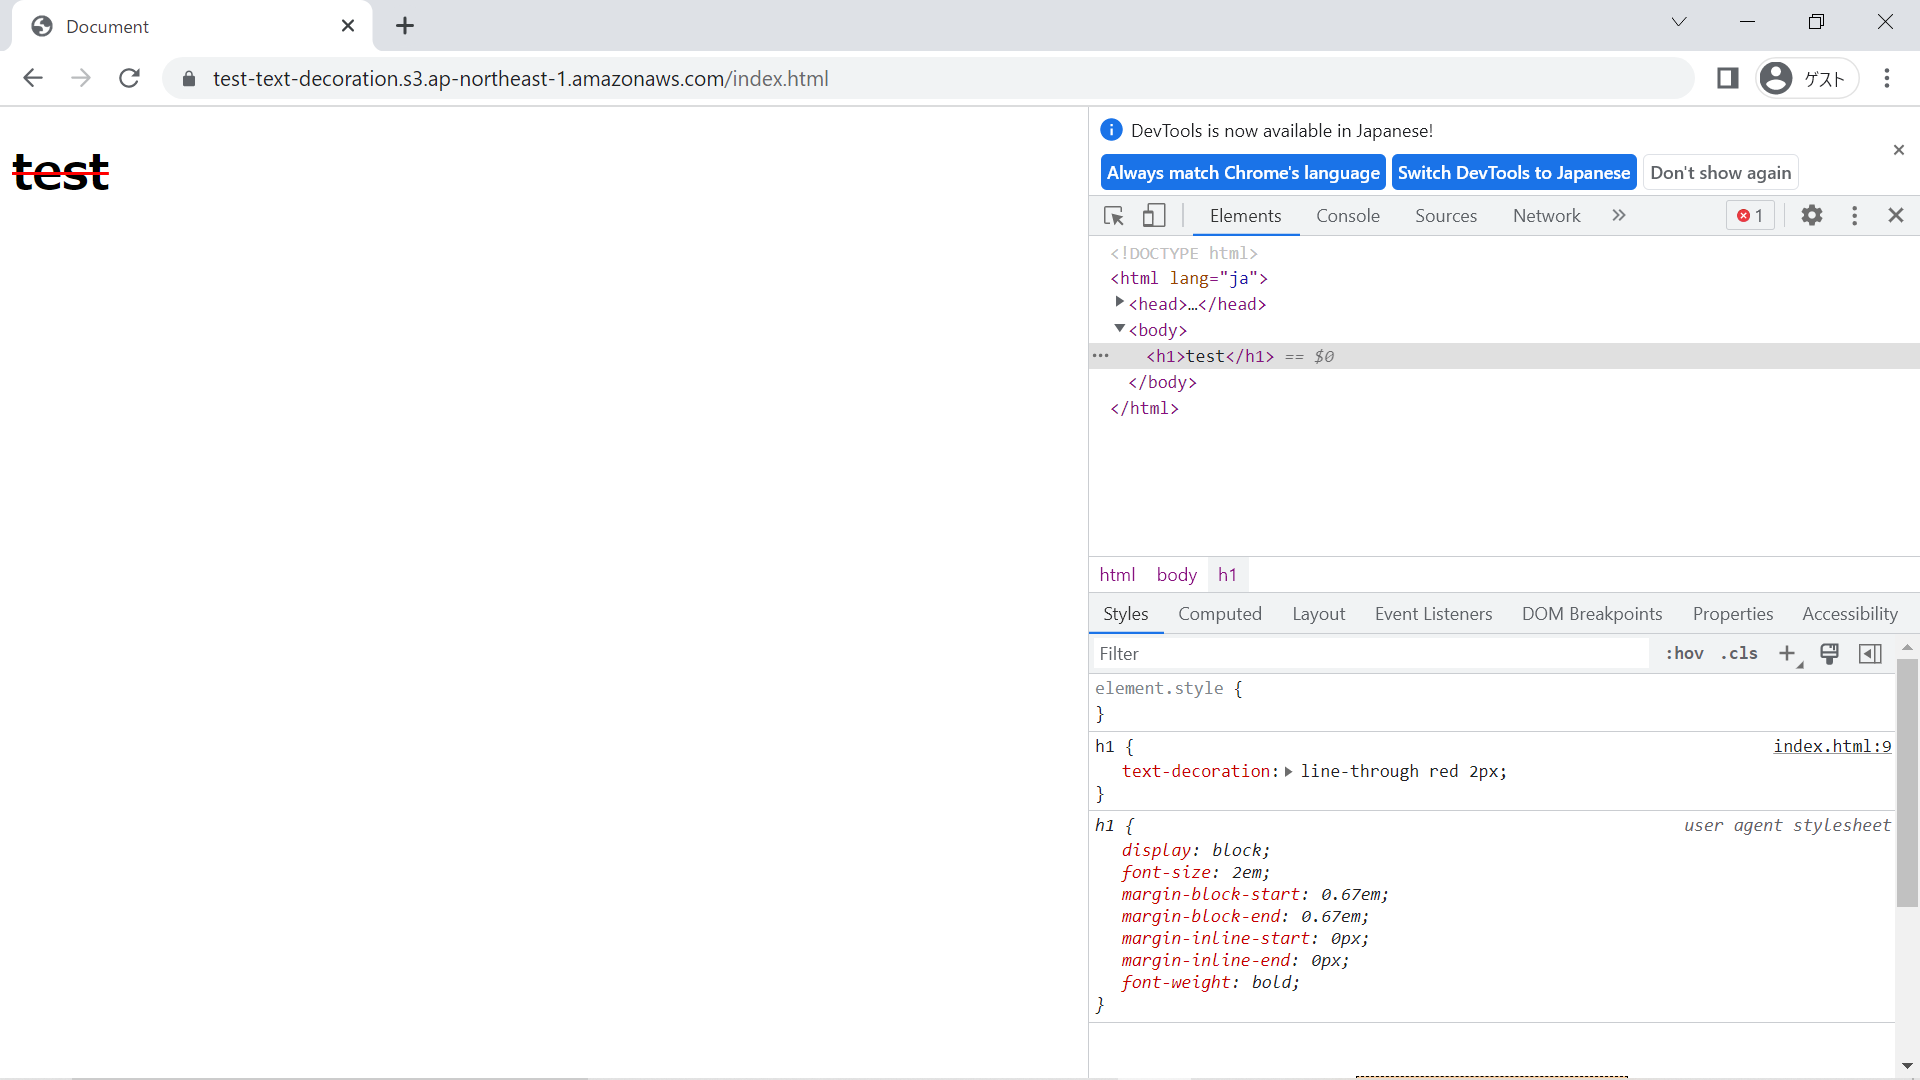 Document
test-text-decoration.s3.ap-northeast-1.amazonaws.com/index.html
ゲスト
test
DevTools is now available in Japanese!
Always match Chrome's language Switch DevTools to Japanese Don't show again
Elements Console Sources Network 1
<!DOCTYPE html>
<html lang="ja">
<head>…</head>
<body>
<h1>test</h1> == $0
</body>
</html>
html body h1
Styles Computed Layout Event Listeners DOM Breakpoints Properties Accessibility
Filter :hov .cls
element.style {
}
h1 { index.html:9
text-decoration: line-through red 2px;
}
h1 { user agent stylesheet
display: block;
font-size: 2em;
margin-block-start: 0.67em;
margin-block-end: 0.67em;
margin-inline-start: 0px;
margin-inline-end: 0px;
font-weight: bold;
}